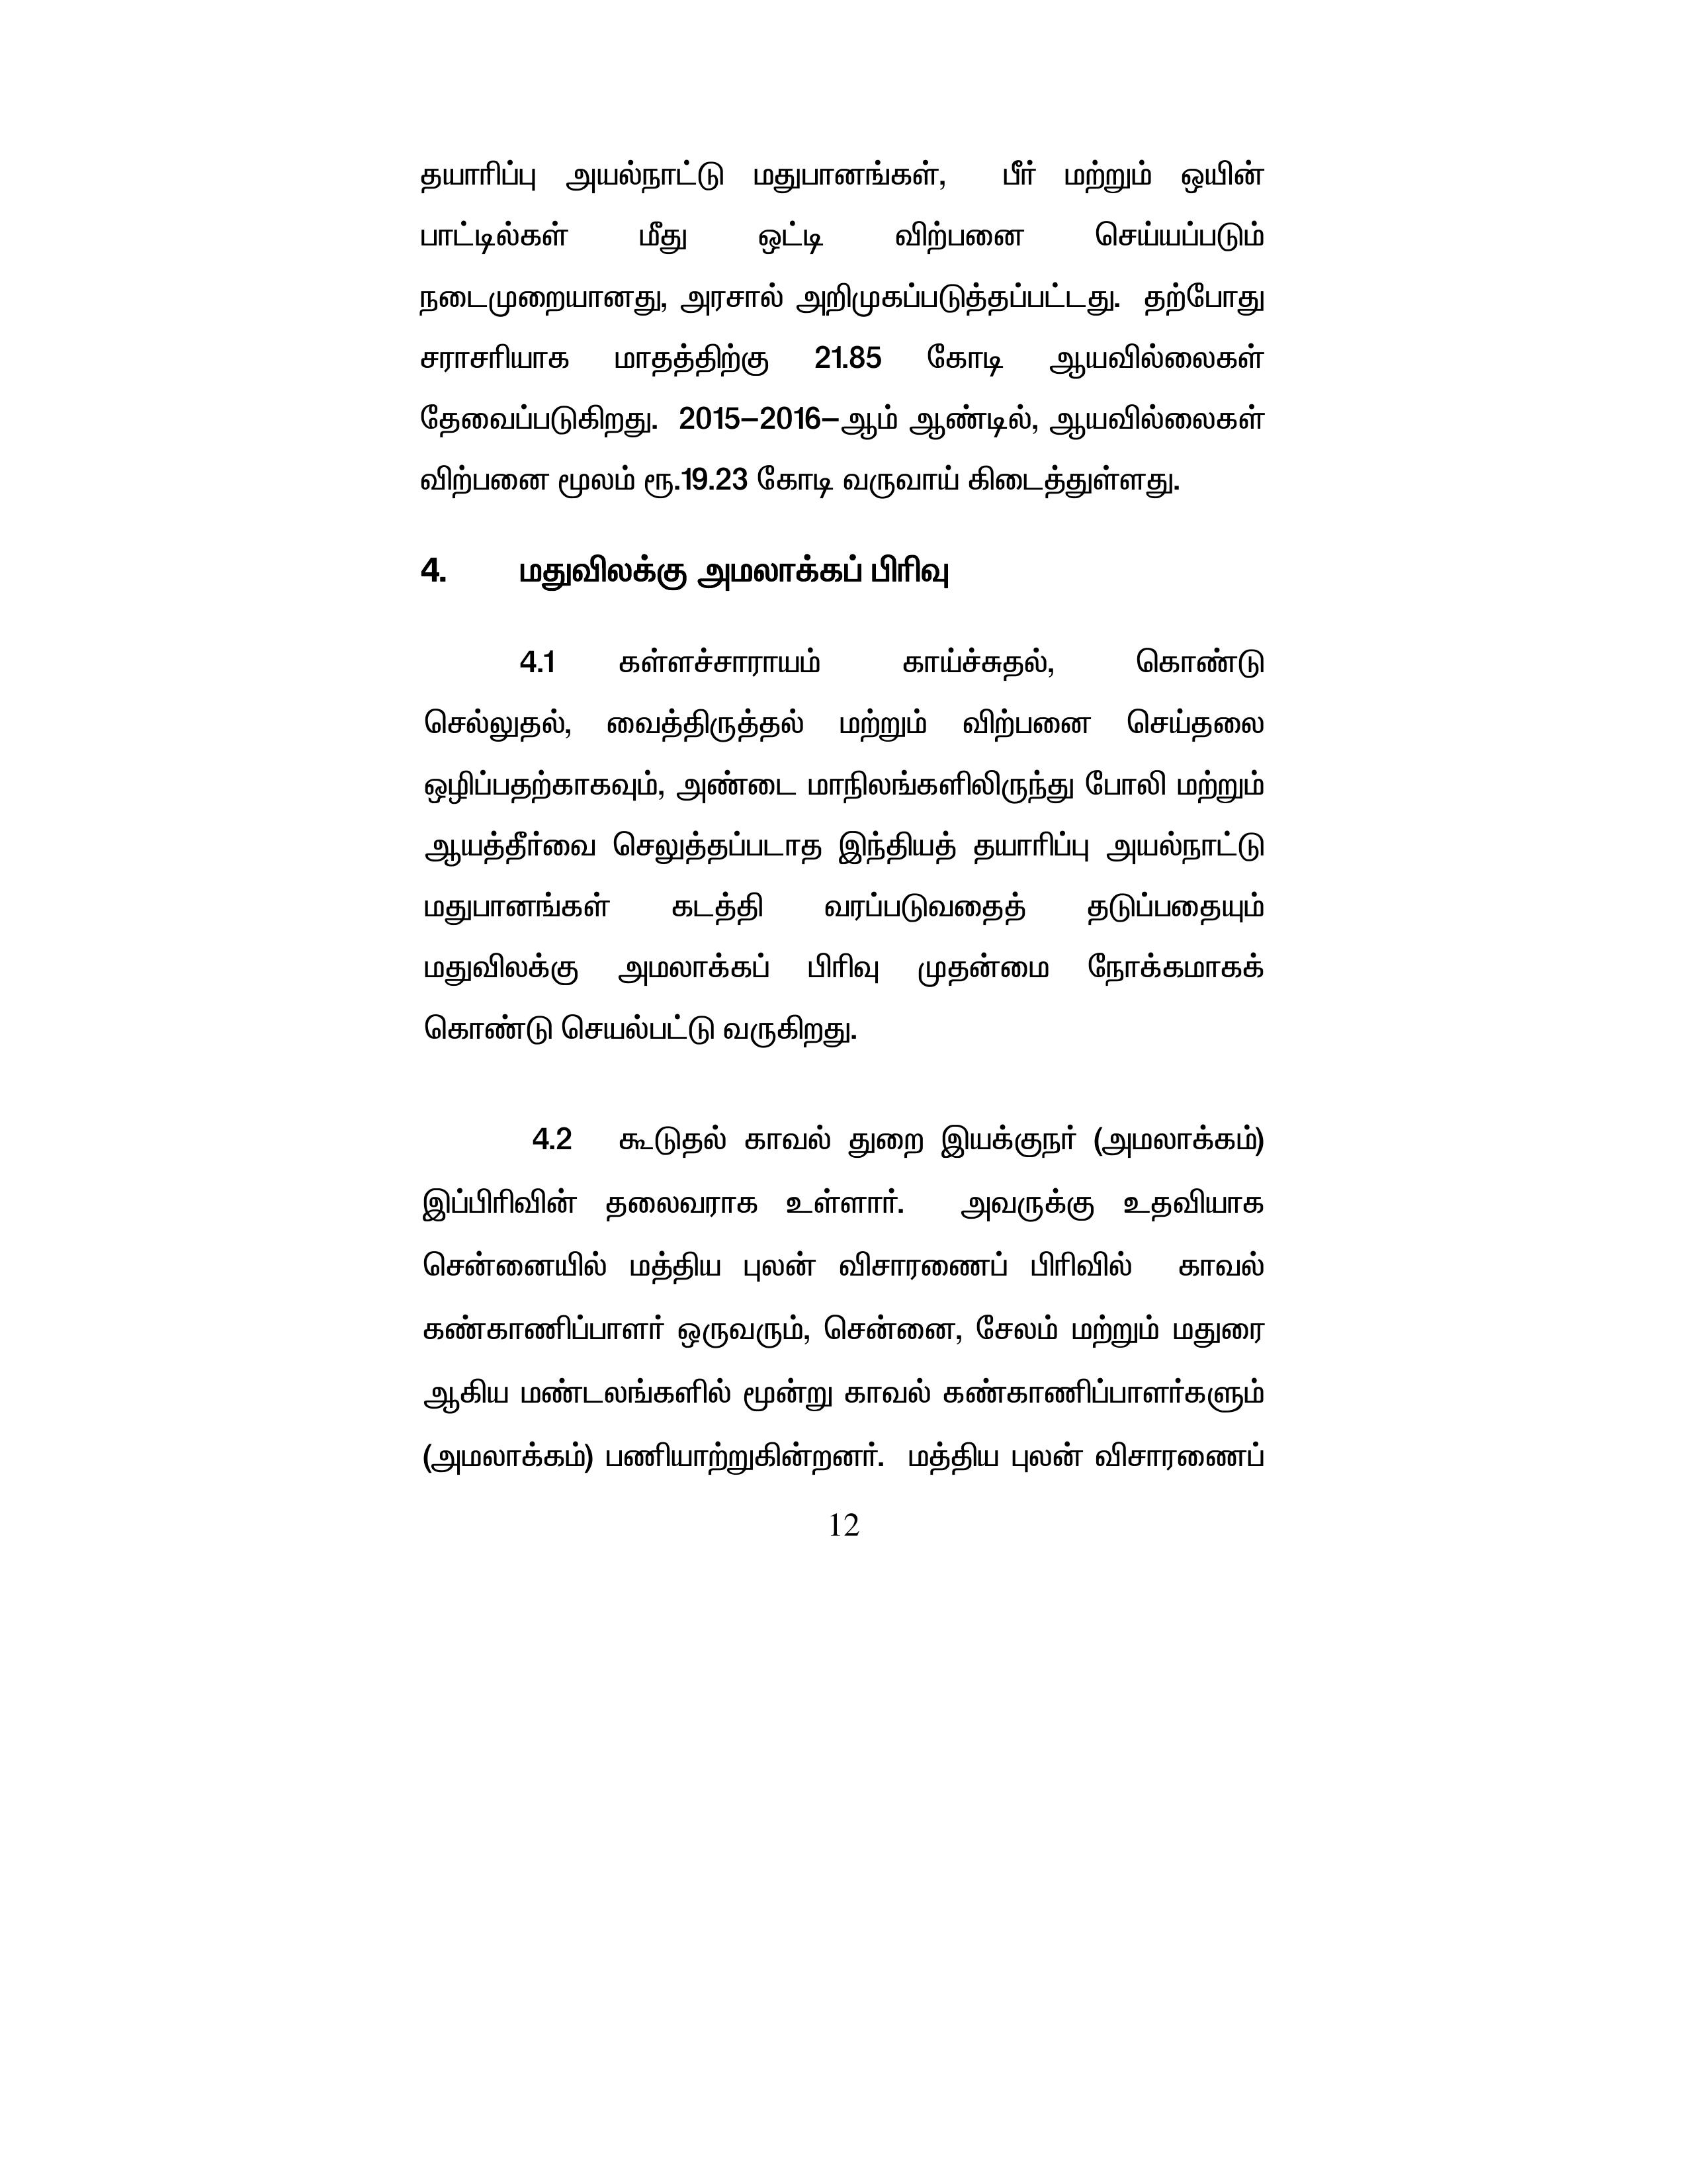 தயாரிப்பு அயல்நாட்டு மதுபானங்கள், பீர் மற்றும் ஒயின்
பாட்டில்கள் மீது ஒட்டி விற்பனை செய்யப்படும்
நடைமுறையானது, அரசால் அறிமுகப்படுத்தப்பட்டது. தற்போது
சராசரியாக மாதத்திற்கு 21.85 கோடி ஆயவில்லைகள்
தேவைப்படுகிறது. 2015–2016–ஆம் ஆண்டில், ஆயவில்லைகள்
விற்பனை மூலம் ரூ.19.23 கோடி வருவாய் கிடைத்துள்ளது.
4. மதுவிலக்கு அமலாக்கப் பிரிவு
4.1 கள்ளச்சாராயம் காய்ச்சுதல், கொண்டு
செல்லுதல், வைத்திருத்தல் மற்றும் விற்பனை செய்தலை
ஒழிப்பதற்காகவும், அண்டை மாநிலங்களிலிருந்து போலி மற்றும்
ஆயத்தீர்வை செலுத்தப்படாத இந்தியத் தயாரிப்பு அயல்நாட்டு
மதுபானங்கள் கடத்தி வரப்படுவதைத் தடுப்பதையும்
மதுவிலக்கு அமலாக்கப் பிரிவு முதன்மை நோக்கமாகக்
கொண்டு செயல்பட்டு வருகிறது.
4.2 கூடுதல் காவல் துறை இயக்குநர் (அமலாக்கம்)
இப்பிரிவின் தலைவராக உள்ளார். அவருக்கு உதவியாக
சென்னையில் மத்திய புலன் விசாரணைப் பிரிவில் காவல்
கண்காணிப்பாளர் ஒருவரும், சென்னை, சேலம் மற்றும் மதுரை
ஆகிய மண்டலங்களில் மூன்று காவல் கண்காணிப்பாளர்களும்
(அமலாக்கம்) பணியாற்றுகின்றனர். மத்திய புலன் விசாரணைப்
12